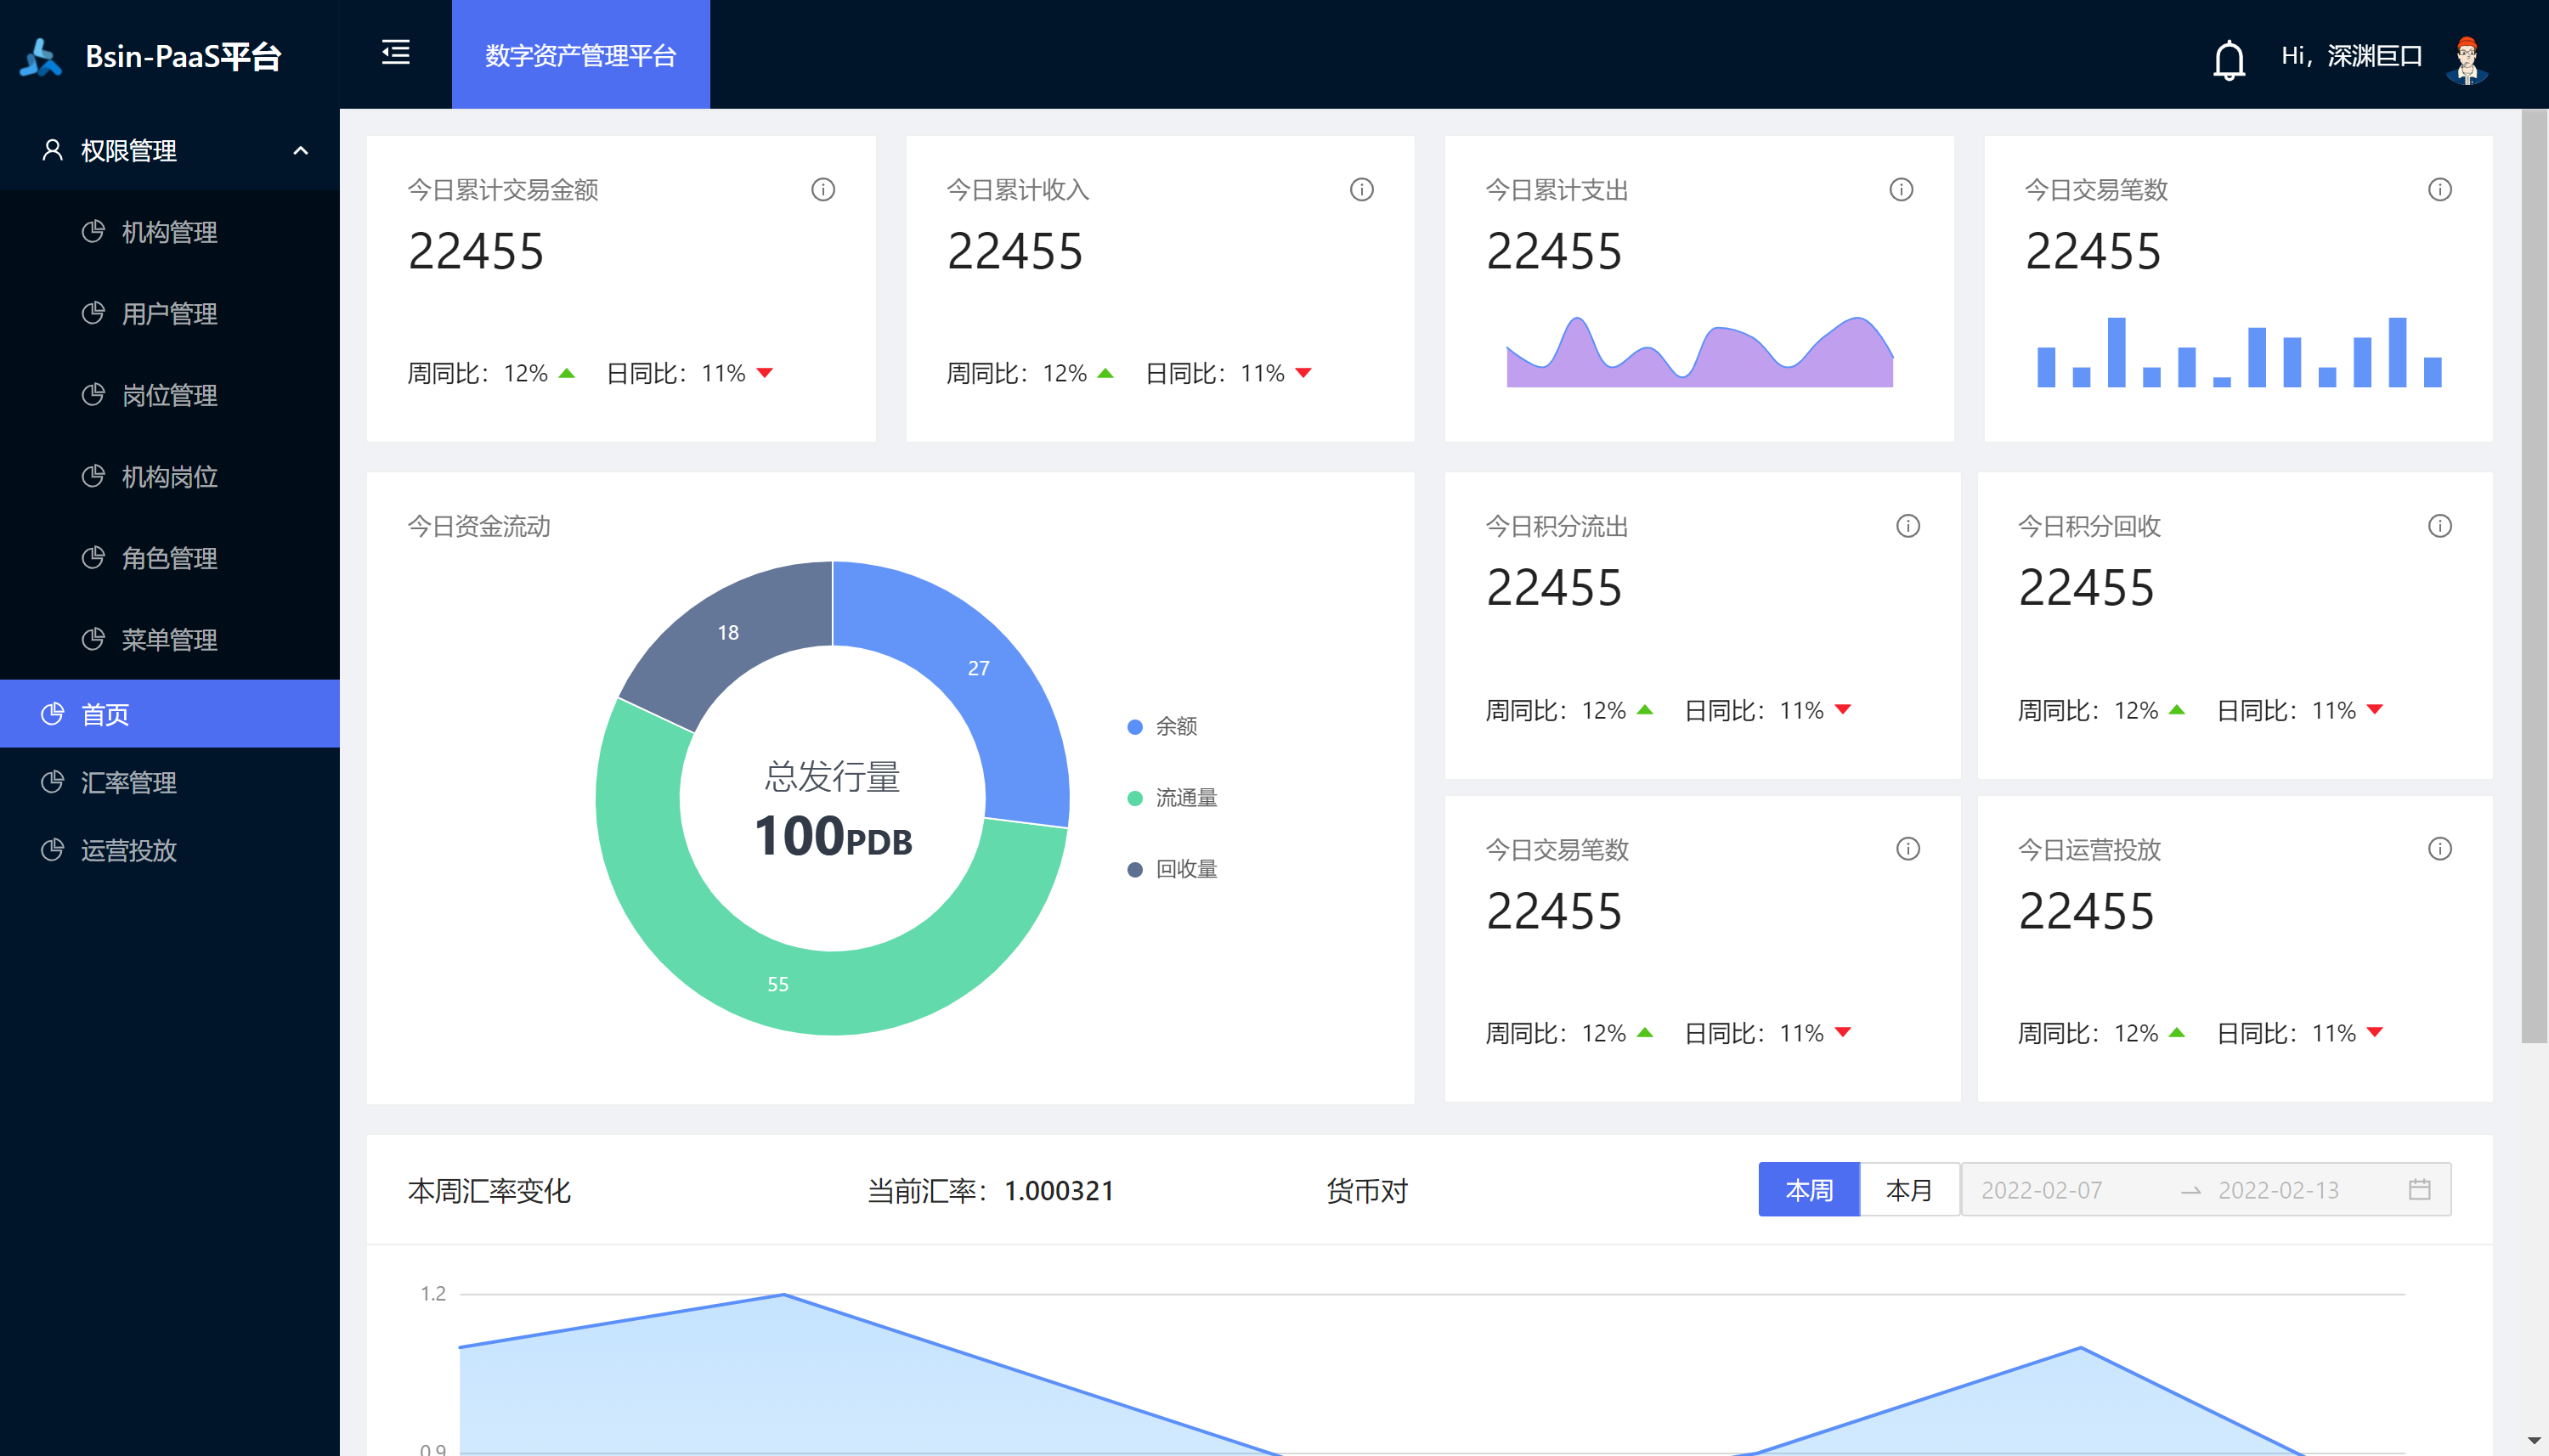 Bsin-PaaS平台
数字资产管理平台
Hi，深渊巨口
权限管理
机构管理
用户管理
岗位管理
机构岗位
角色管理
菜单管理
首页
汇率管理
运营投放
今日累计交易金额
22455
周同比：12% 日同比：11%
今日累计收入
22455
周同比：12% 日同比：11%
今日累计支出
22455
今日交易笔数
22455
今日资金流动
18
27
55
总发行量
100PDB
余额
流通量
回收量
今日积分流出
22455
周同比：12% 日同比：11%
今日积分回收
22455
周同比：12% 日同比：11%
今日交易笔数
22455
周同比：12% 日同比：11%
今日运营投放
22455
周同比：12% 日同比：11%
本周汇率变化
当前汇率：1.000321
货币对
本周
本月
2022-02-07
2022-02-13
1.2
0.9